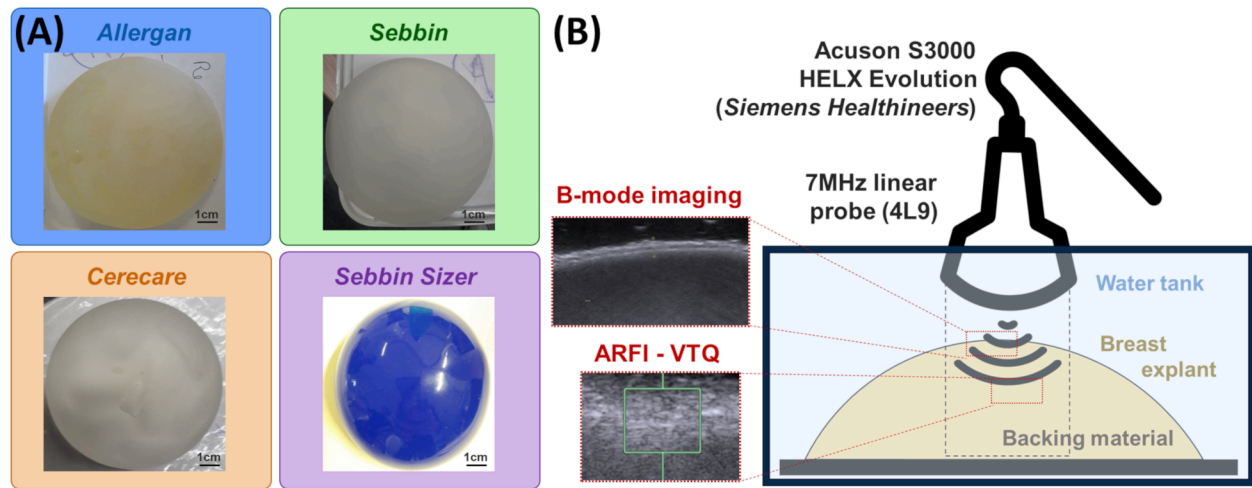 (A)
Allergan
1cm
Sebbin
1cm
Cerecare
1cm
Sebbin Sizer
1cm
(B)
Acuson S3000
HELX Evolution
(Siemens Healthineers)
7MHz linear
probe (4L9)
B-mode imaging
Water tank
ARFI - VTQ
Breast
explant
Backing material